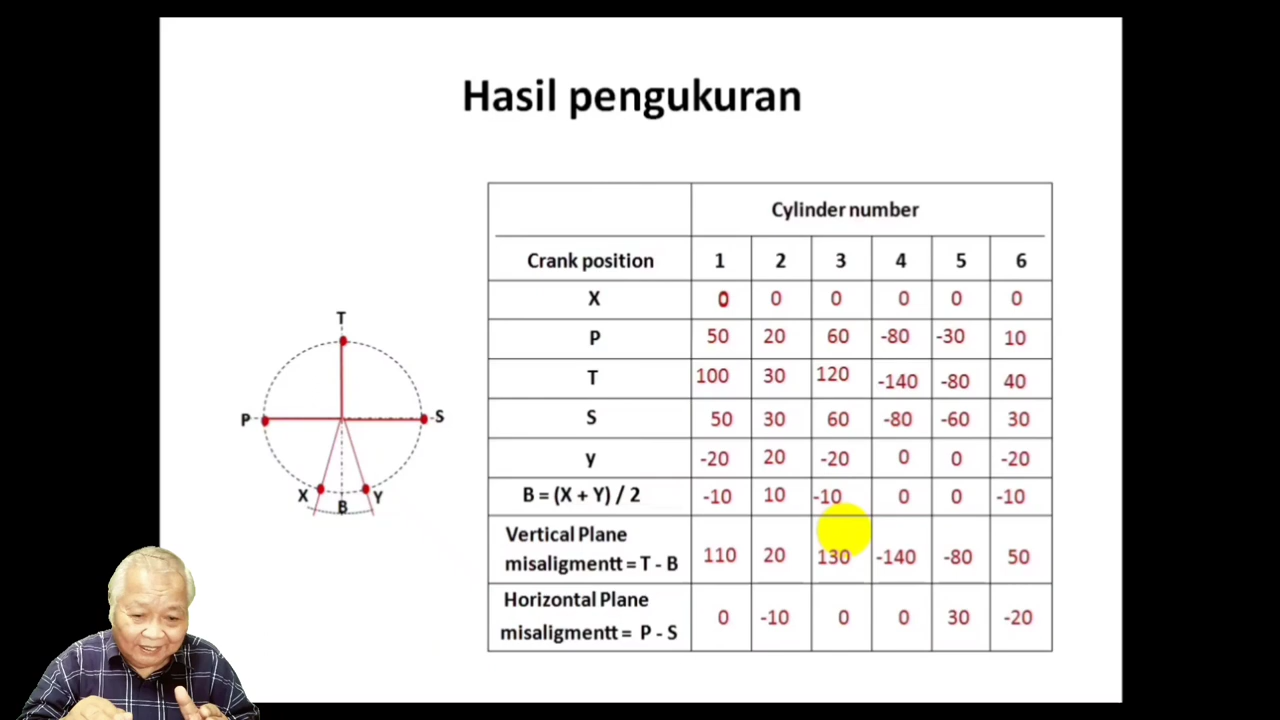 Hasil pengukuran
Cylinder number
Crank position 1 2 3 4 5 6
X 0 0 0 0 0 0
P 50 20 60 -80 -30 10
T 100 30 120 -140 -80 40
S 50 30 60 -80 -60 30
y -20 20 -20 0 0 -20
B = (X + Y) / 2 -10 10 -10 0 0 -10
Vertical Plane
misaligmentt = T - B 110 20 130 -140 -80 50
Horizontal Plane
misaligmentt = P - S 0 -10 0 0 30 -20
T
P
S
X
B
Y